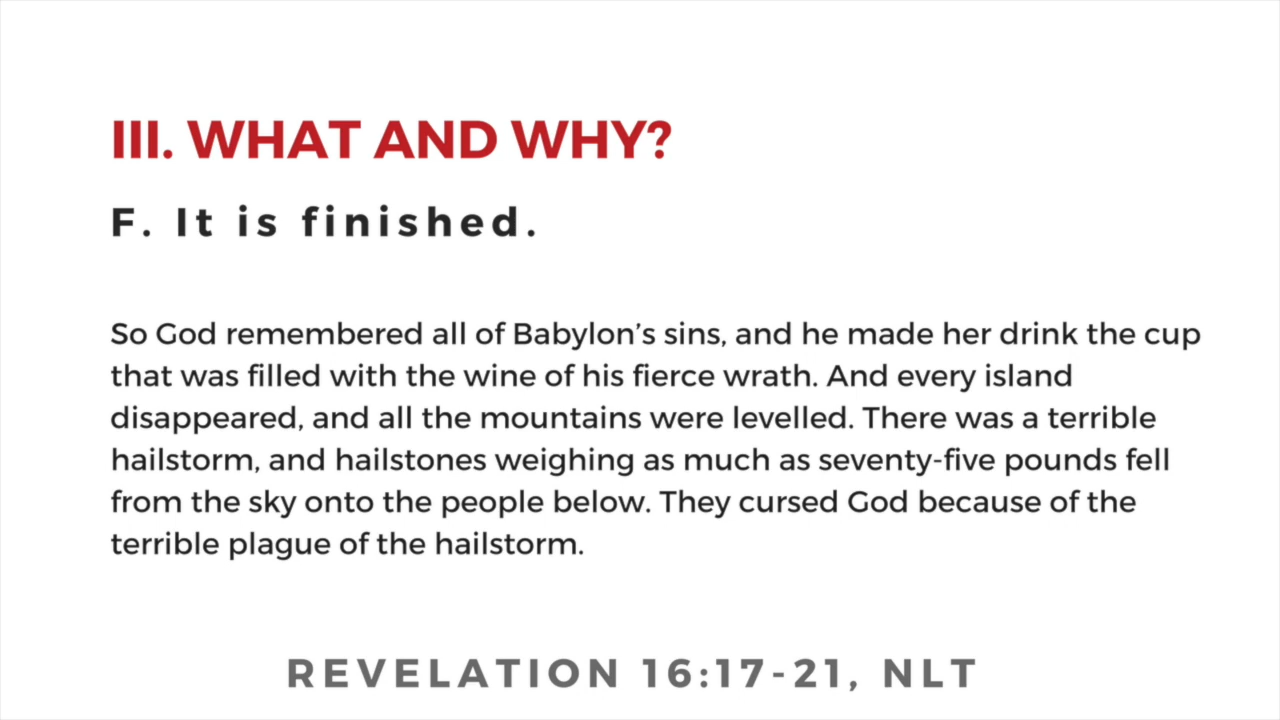 III. WHAT AND WHY?
F. It is finished.
So God remembered all of Babylon’s sins, and he made her drink the cup
that was filled with the wine of his fierce wrath. And every island
disappeared, and all the mountains were levelled. There was a terrible
hailstorm, and hailstones weighing as much as seventy-five pounds fell
from the sky onto the people below. They cursed God because of the
terrible plague of the hailstorm.
REVELATION 16:17-21, NLT